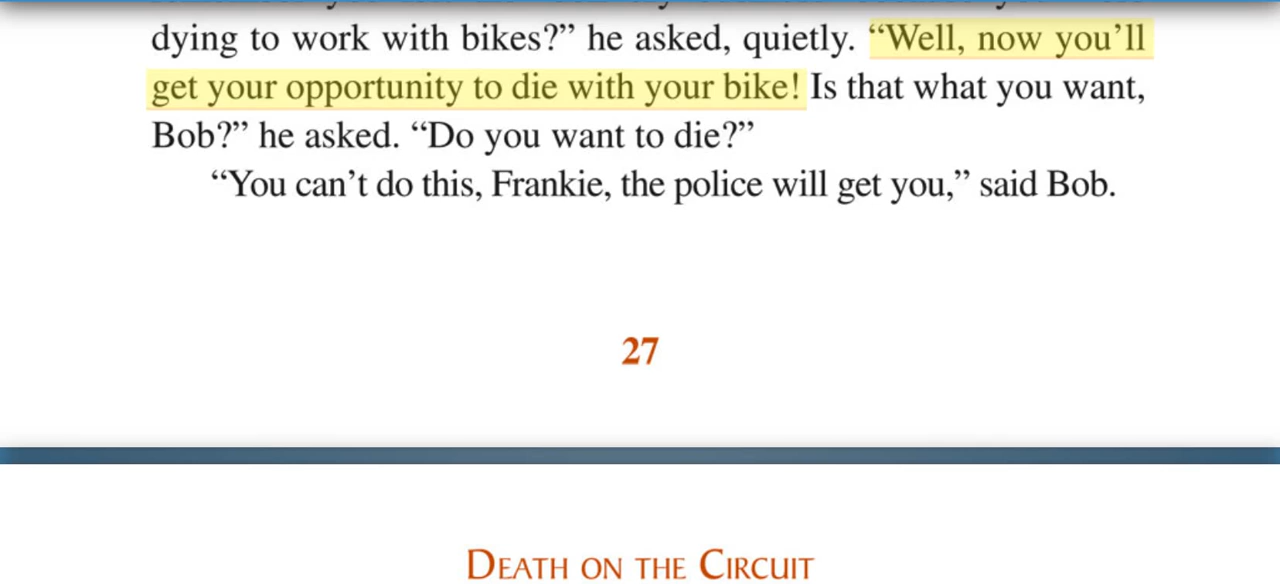 dying to work with bikes?” he asked, quietly. “Well, now you’ll
get your opportunity to die with your bike! Is that what you want,
Bob?” he asked. “Do you want to die?”
“You can’t do this, Frankie, the police will get you,” said Bob.
27
DEATH ON THE CIRCUIT